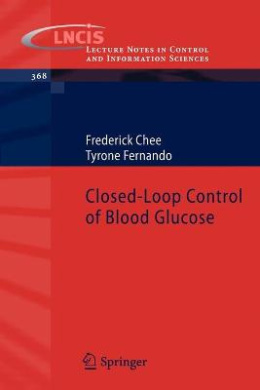 LNCIS
LECTURE NOTES IN CONTROL
AND INFORMATION SCIENCES
368
Frederick Chee
Tyrone Fernando
Closed-Loop Control
of Blood Glucose
Springer